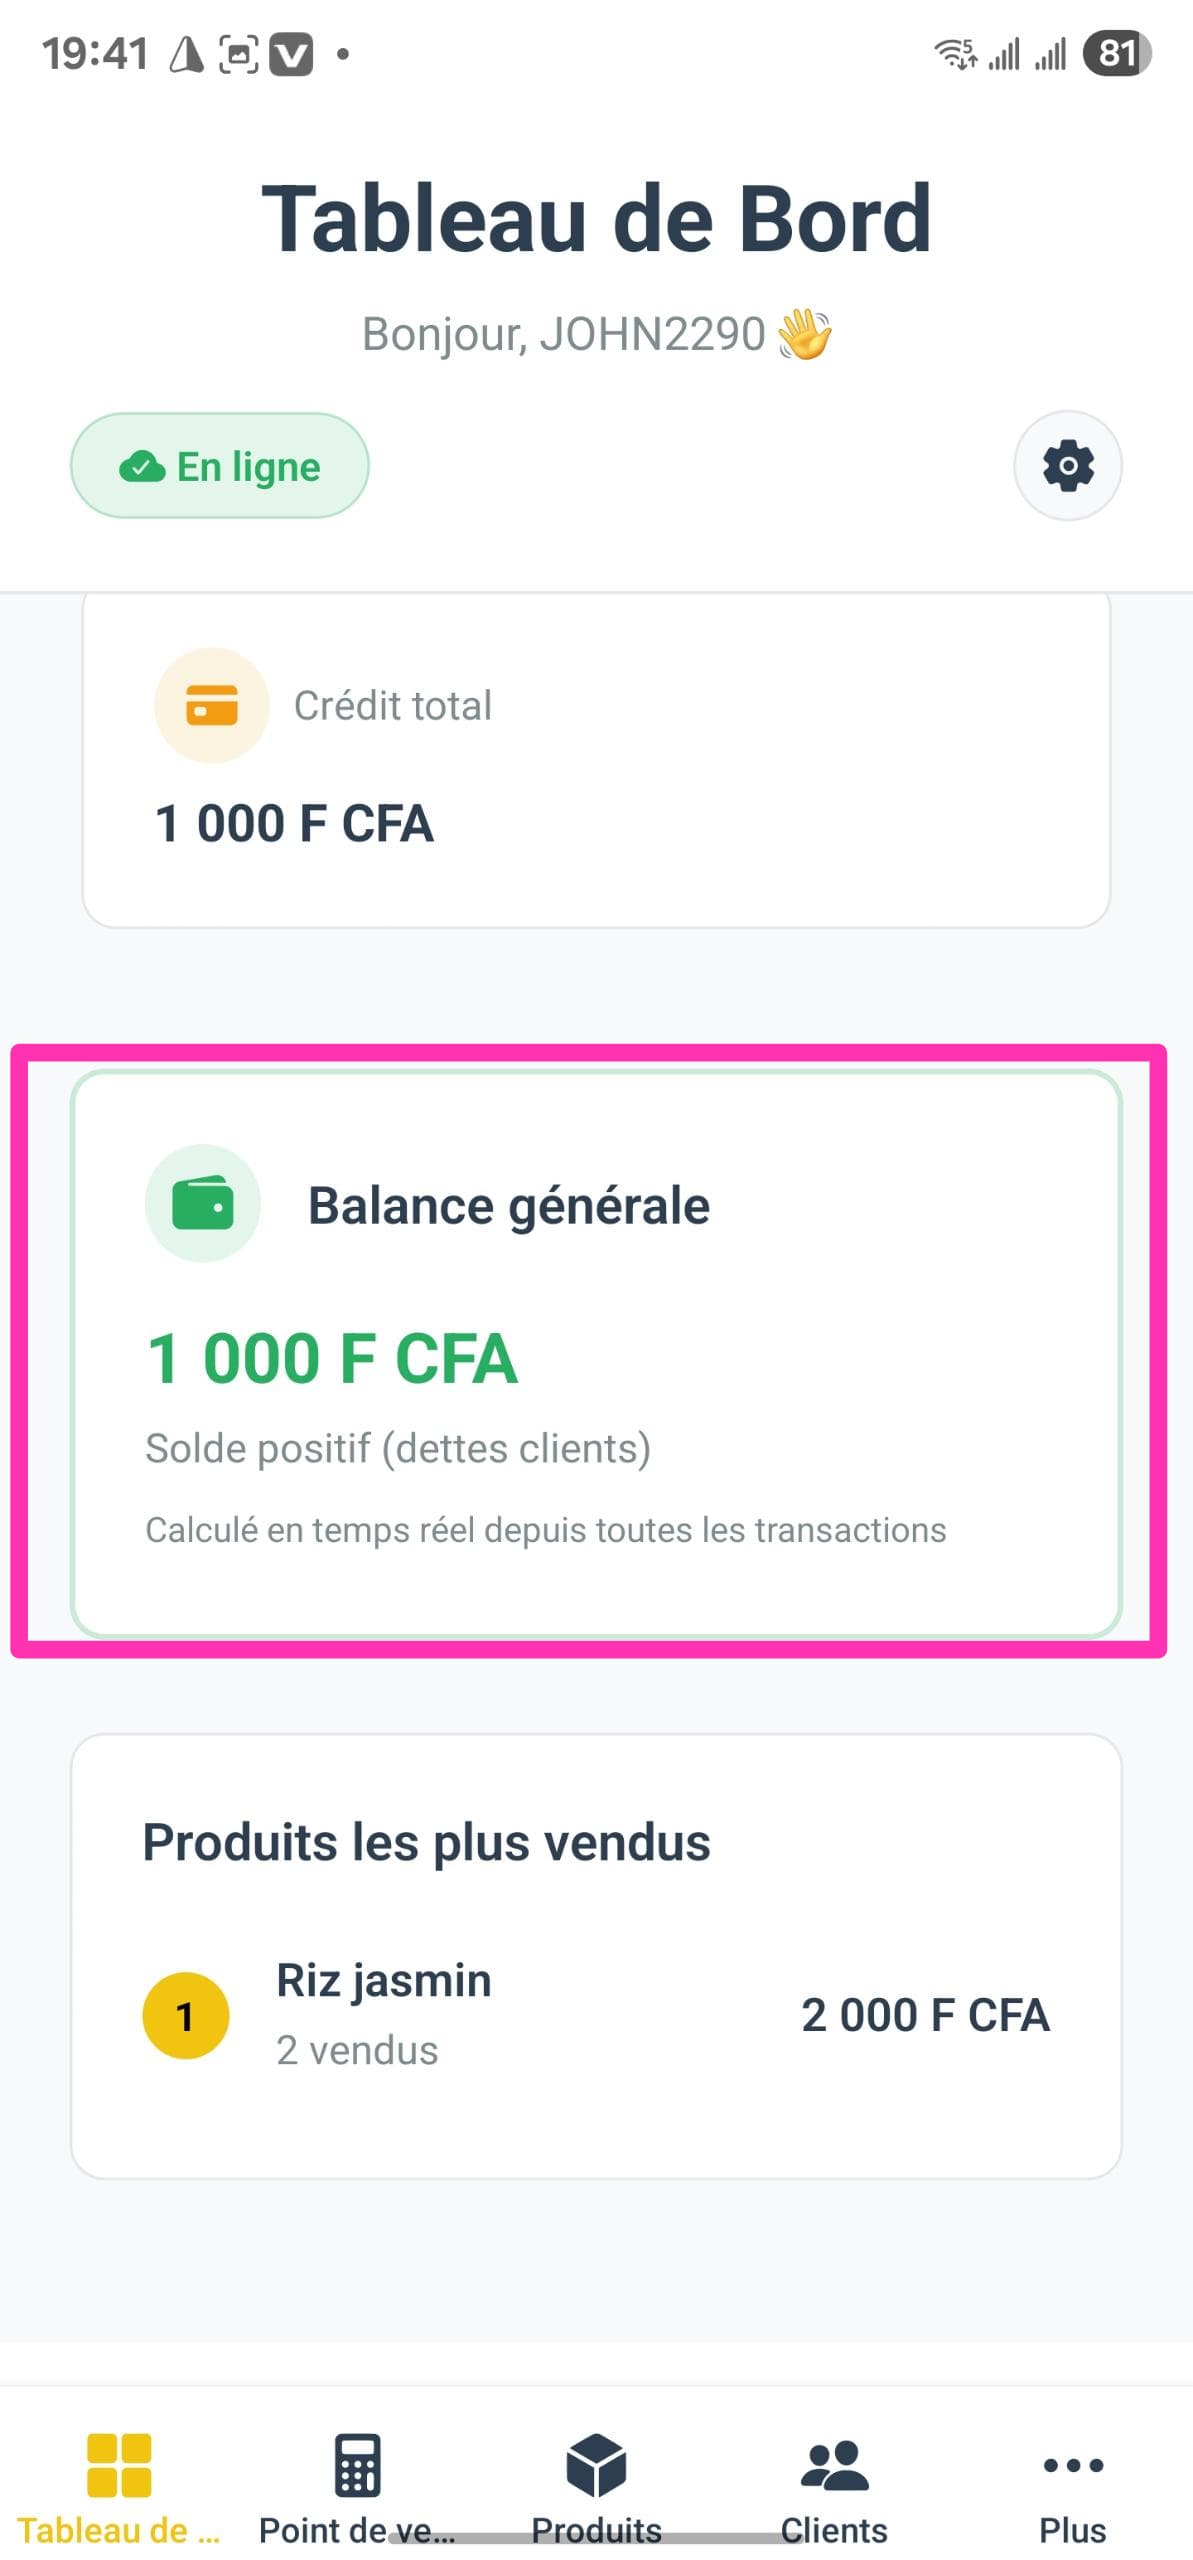 19:41
81
Tableau de Bord
Bonjour, JOHN2290 👋
En ligne
Crédit total
1 000 F CFA
Balance générale
1 000 F CFA
Solde positif (dettes clients)
Calculé en temps réel depuis toutes les transactions
Produits les plus vendus
1
Riz jasmin
2 vendus
2 000 F CFA
Tableau de ...
Point de ve...
Produits
Clients
Plus